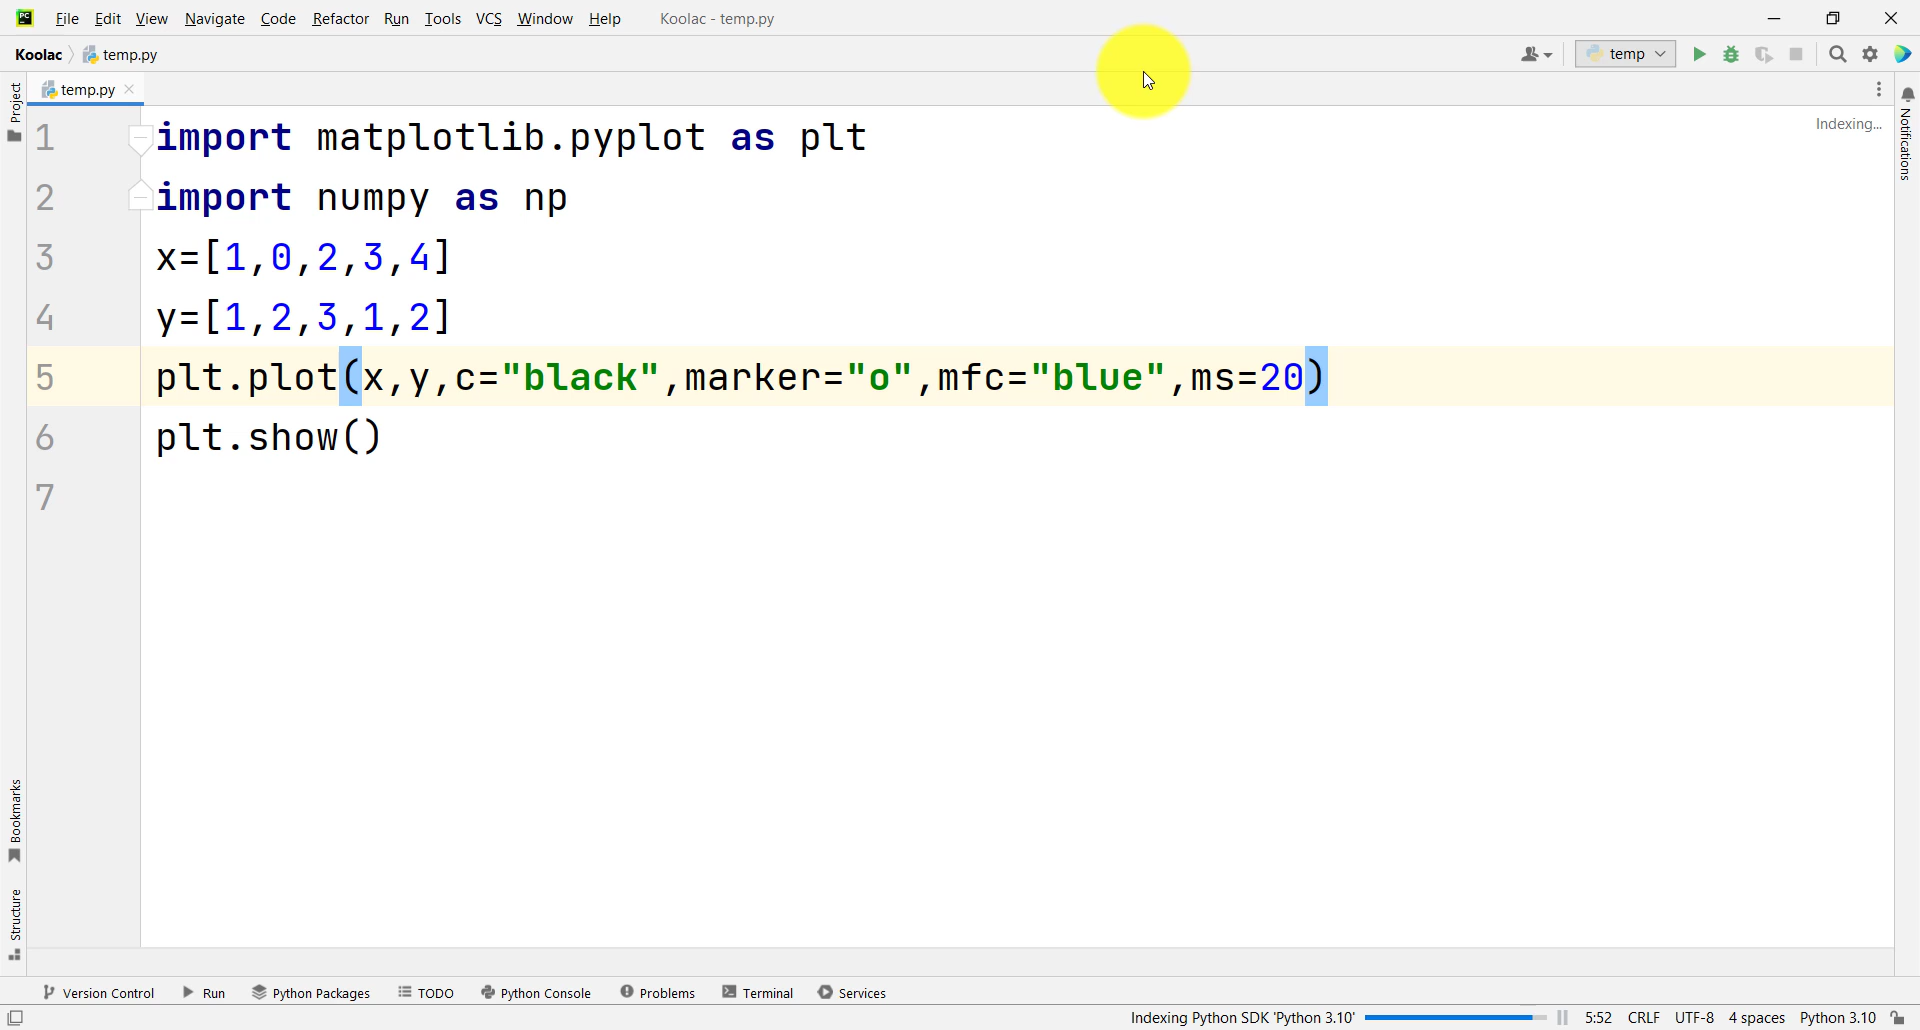 PC File Edit View Navigate Code Refactor Run Tools VCS Window Help Koolac - temp.py
Koolac temp.py temp
temp.py
Project
Notifications
Indexing...
1 import matplotlib.pyplot as plt
2 import numpy as np
3 x=[1,0,2,3,4]
4 y=[1,2,3,1,2]
5 plt.plot(x,y,c="black",marker="o",mfc="blue",ms=20)
6 plt.show()
7
Bookmarks
Structure
Version Control Run Python Packages TODO Python Console Problems Terminal Services
Indexing Python SDK 'Python 3.10' 5:52 CRLF UTF-8 4 spaces Python 3.10